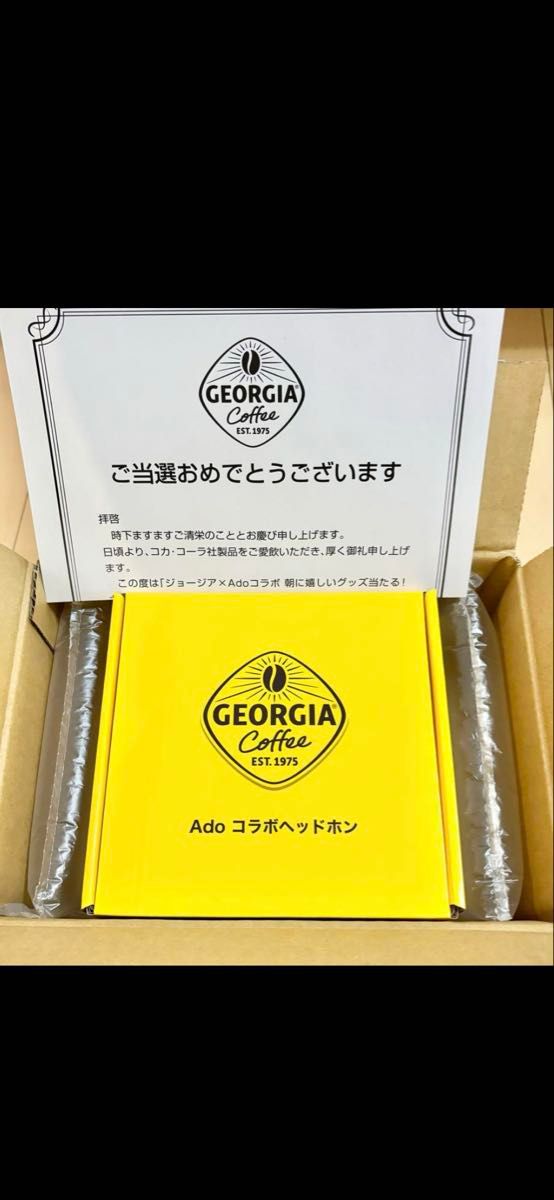 GEORGIA
Coffee
EST. 1975
ご当選おめでとうございます
拝啓
時下ますますご清栄のこととお慶び申し上げます。
日頃より、コカ・コーラ社製品をご愛飲いただき、厚く御礼申し上げ
ます。
この度は「ジョージア×Adoコラボ 朝に嬉しいグッズ当たる!
GEORGIA
Coffee
EST. 1975
Ado コラボヘッドホン